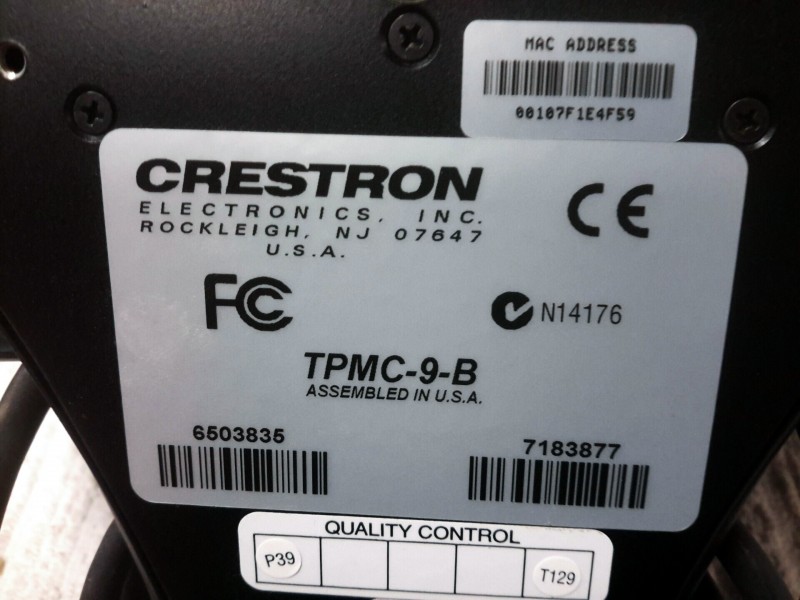 MAC ADDRESS
00107F1E4F59
CRESTRON
ELECTRONICS, INC.
ROCKLEIGH, NJ 07647
U.S.A.
CE
FC
N14176
TPMC-9-B
ASSEMBLED IN U.S.A.
6503835
7183877
QUALITY CONTROL
P39
T129